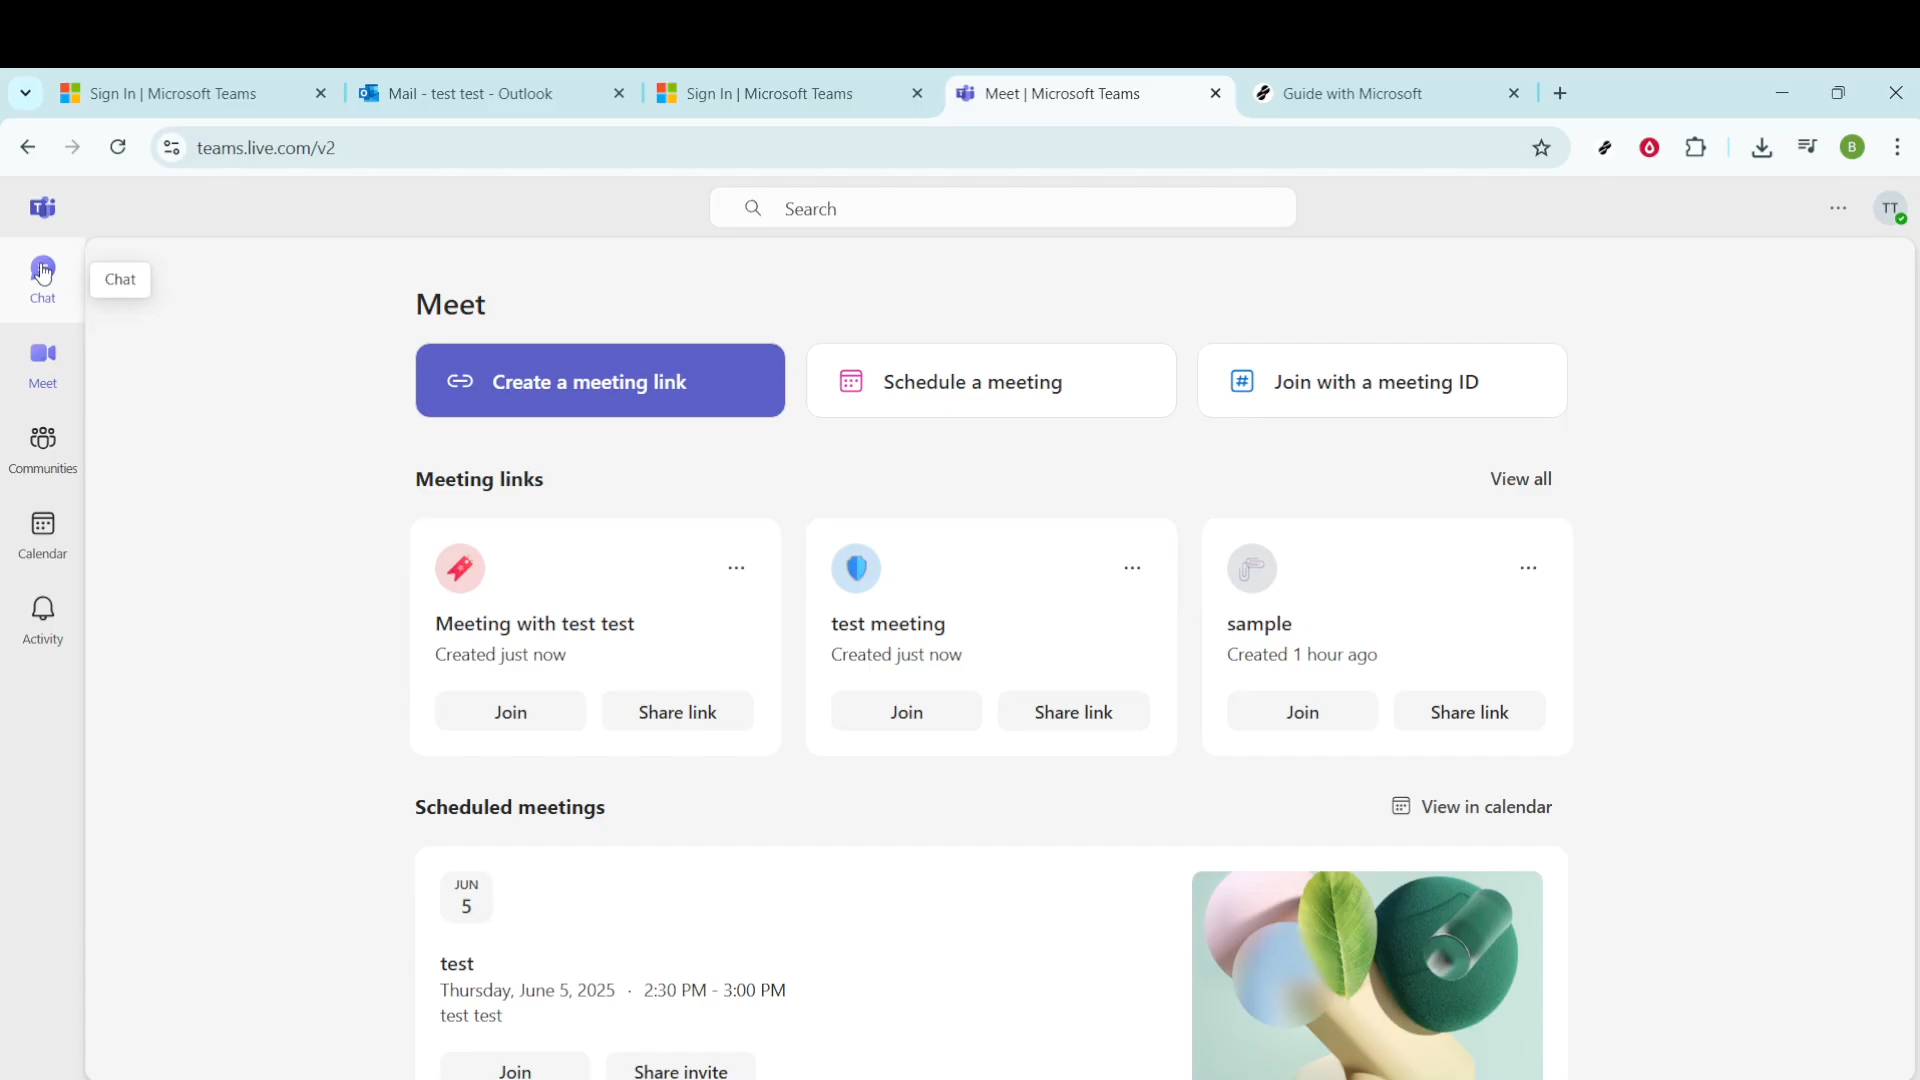 Sign In | Microsoft Teams
Mail - test test - Outlook
Sign In | Microsoft Teams
Meet | Microsoft Teams
Guide with Microsoft
teams.live.com/v2
B
Search
TT
Chat
Chat
Meet
Communities
Calendar
Activity
Meet
Create a meeting link
Schedule a meeting
Join with a meeting ID
Meeting links
View all
Meeting with test test
Created just now
Join
Share link
test meeting
Created just now
Join
Share link
sample
Created 1 hour ago
Join
Share link
Scheduled meetings
View in calendar
JUN
5
test
Thursday, June 5, 2025 · 2:30 PM - 3:00 PM
test test
Join
Share invite